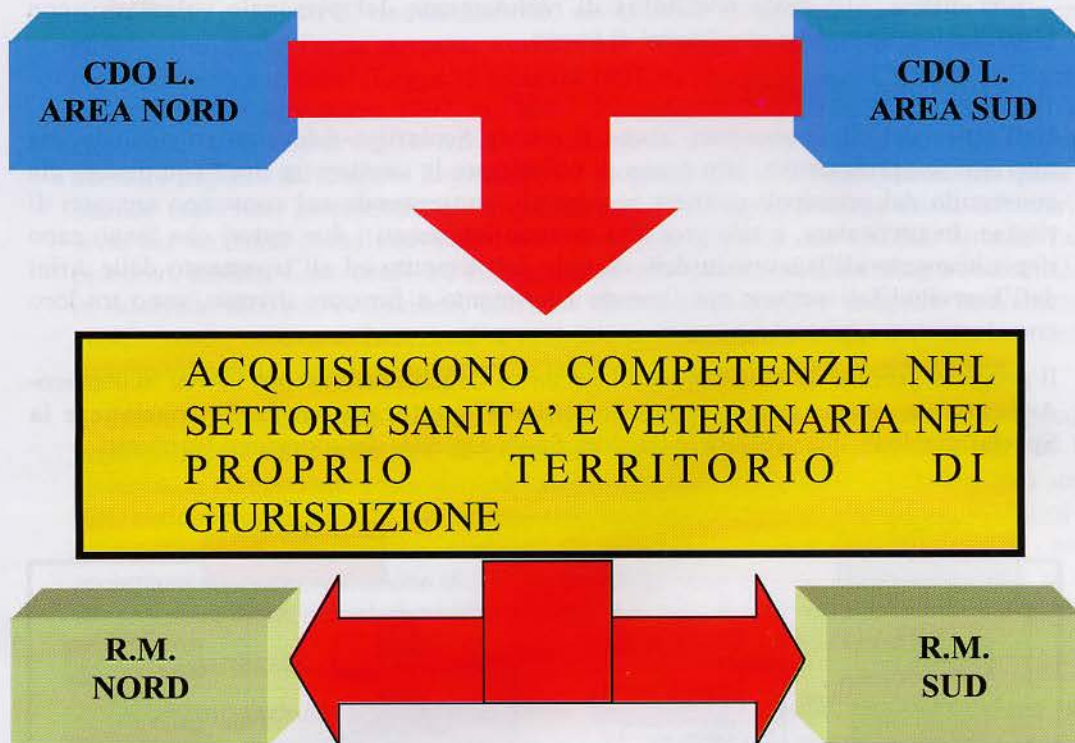 CDO L.
AREA NORD
CDO L.
AREA SUD
ACQUISISCONO COMPETENZE NEL
SETTORE SANITA’ E VETERINARIA NEL
PROPRIO TERRITORIO DI
GIURISDIZIONE
R.M.
NORD
R.M.
SUD